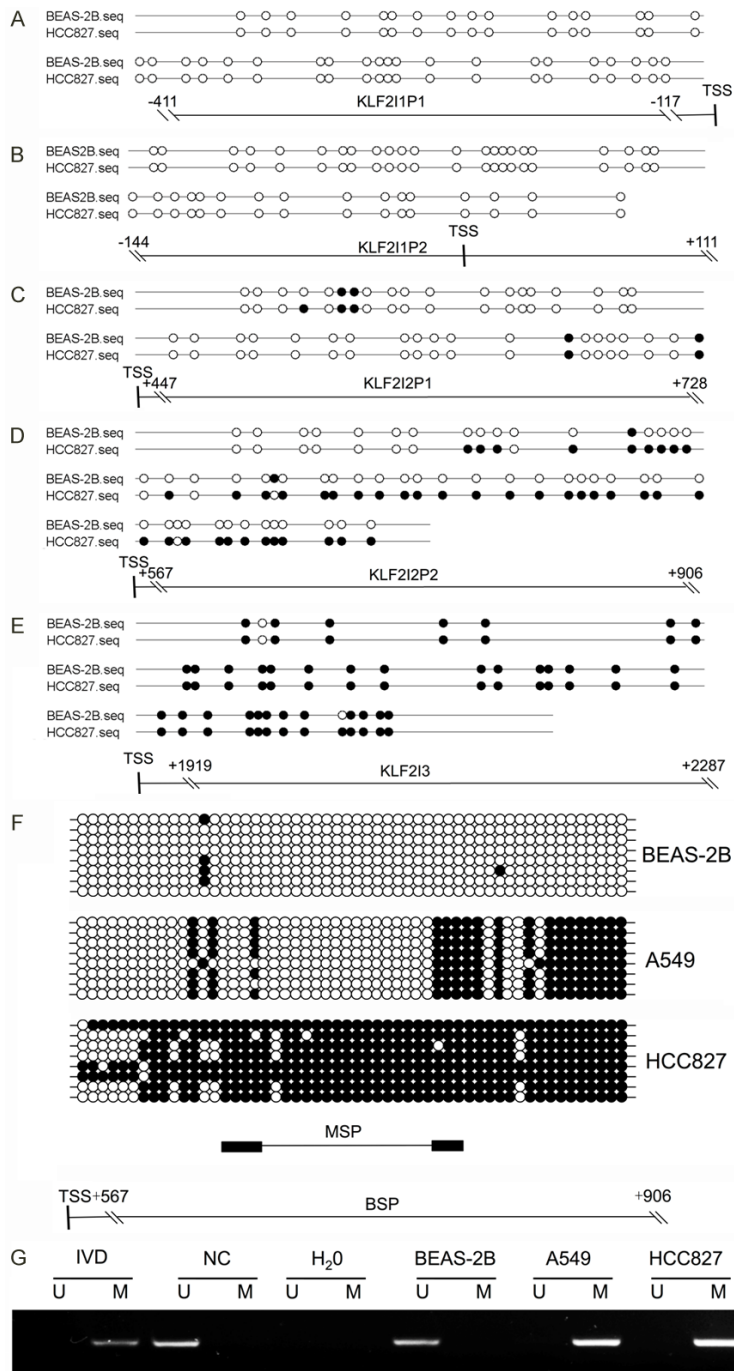 A
BEAS-2B.seq
HCC827.seq
BEAS-2B.seq
HCC827.seq
-411 KLF2I1P1 -117 TSS
B
BEAS2B.seq
HCC827.seq
BEAS2B.seq
HCC827.seq
-144 KLF2I1P2 TSS +111
C
BEAS-2B.seq
HCC827.seq
BEAS-2B.seq
HCC827.seq
TSS +447 KLF2I2P1 +728
D
BEAS-2B.seq
HCC827.seq
BEAS-2B.seq
HCC827.seq
BEAS-2B.seq
HCC827.seq
TSS +567 KLF2I2P2 +906
E
BEAS-2B.seq
HCC827.seq
BEAS-2B.seq
HCC827.seq
BEAS-2B.seq
HCC827.seq
TSS +1919 KLF2I3 +2287
F
BEAS-2B
A549
HCC827
MSP
TSS+567 BSP +906
G
IVD NC H₂0 BEAS-2B A549 HCC827
U M U M U M U M U M U M